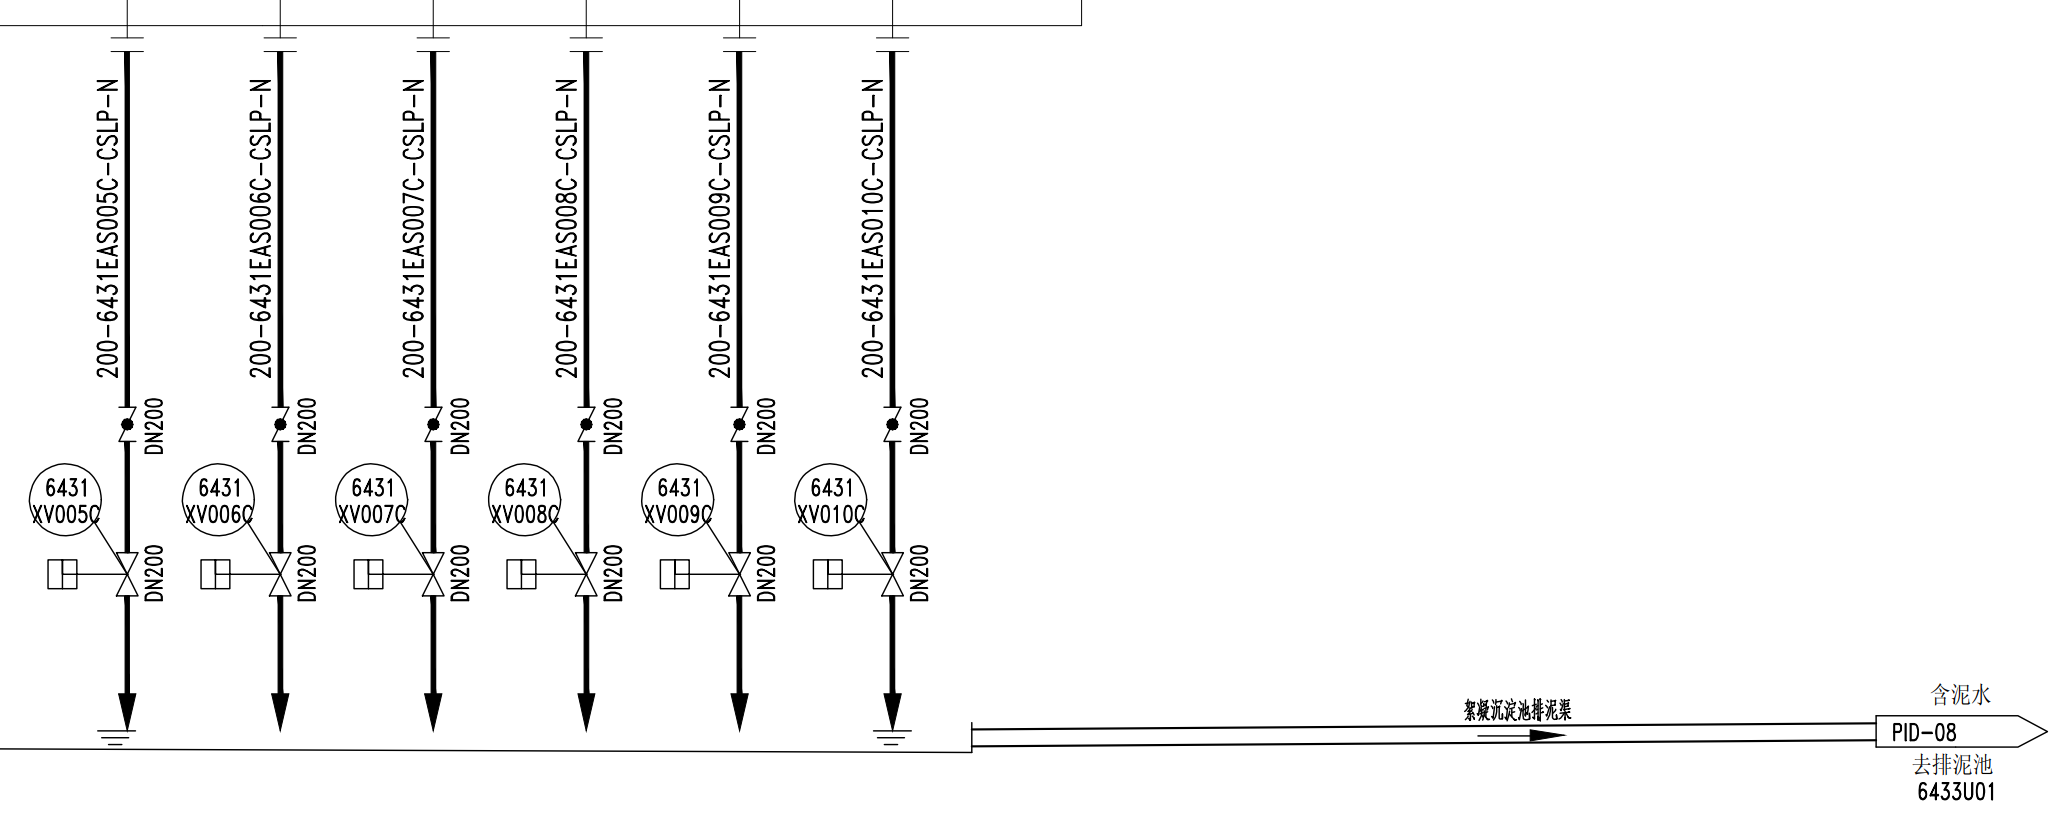 200-6431EAS005C-CSLP-N
200-6431EAS006C-CSLP-N
200-6431EAS007C-CSLP-N
200-6431EAS008C-CSLP-N
200-6431EAS009C-CSLP-N
200-6431EAS010C-CSLP-N
DN200
DN200
DN200
DN200
DN200
DN200
6431
XV005C
6431
XV006C
6431
XV007C
6431
XV008C
6431
XV009C
6431
XV010C
DN200
DN200
DN200
DN200
DN200
DN200
絮凝沉淀池排泥渠
含泥水
PID-08
去排泥池
6433U01